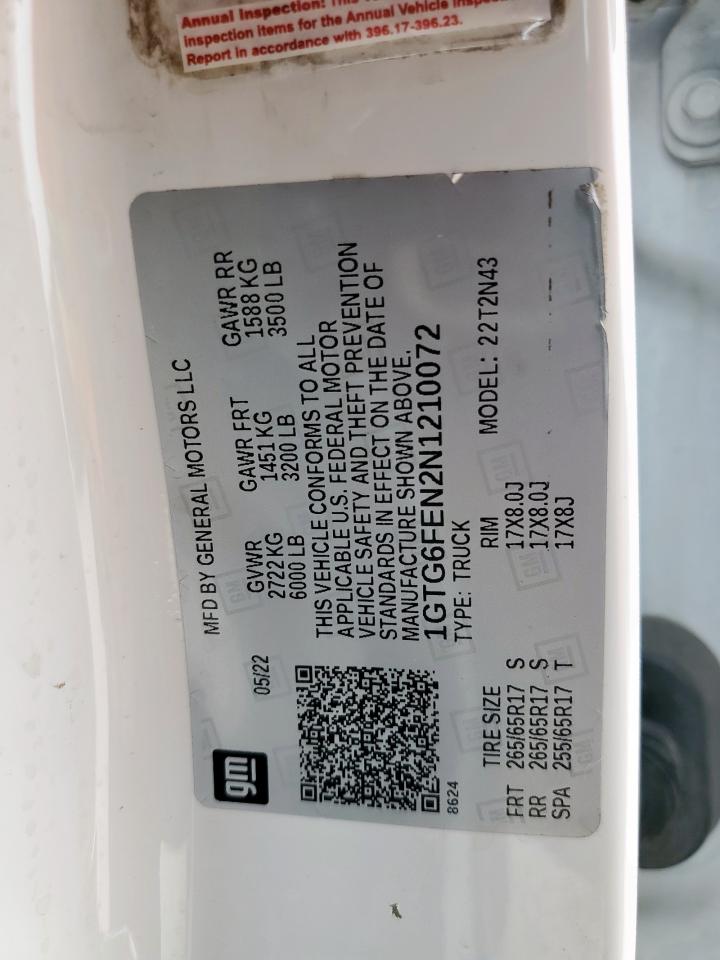 Annual Inspection!
inspection items for the Annual Vehicle
Report in accordance with 396.17-396.23.
gm
05/22
MFD BY GENERAL MOTORS LLC
GVWR GAWR FRT GAWR RR
2722 KG 1451 KG 1588 KG
6000 LB 3200 LB 3500 LB
THIS VEHICLE CONFORMS TO ALL
APPLICABLE U.S. FEDERAL MOTOR
VEHICLE SAFETY AND THEFT PREVENTION
STANDARDS IN EFFECT ON THE DATE OF
MANUFACTURE SHOWN ABOVE.
1GTG6FEN2N1210072
8624
TYPE: TRUCK MODEL: 22T2N43
TIRE SIZE RIM
FRT 265/65R17 S 17X8.0J
RR 265/65R17 S 17X8.0J
SPA 255/65R17 T 17X8J